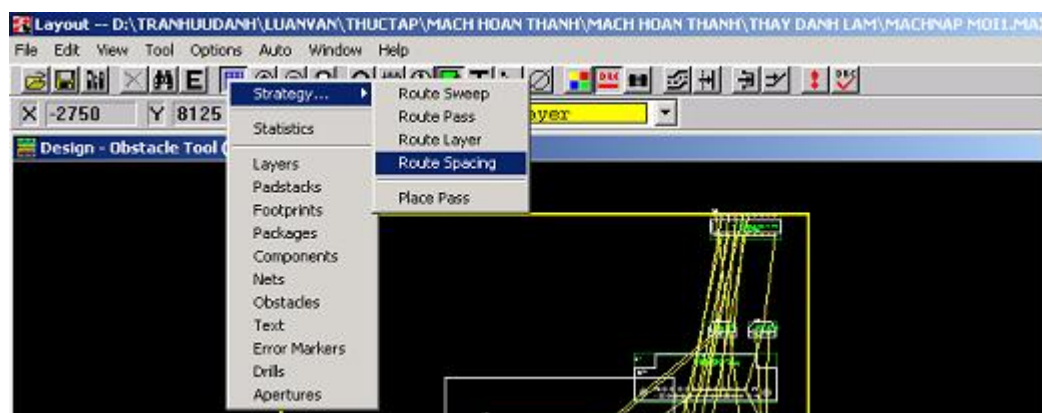 Layout -- D:\TRANHUUDANH\LUANVAN\THUCTAP\MACH HOAN THANH\MACH HOAN THANH\THAY DANH LAM\MACHNAP MOI1.MAX
File Edit View Tool Options Auto Window Help
X -2750 Y 8125
Design - Obstacle Tool (
Strategy...
Statistics
Layers
Padstacks
Footprints
Packages
Components
Nets
Obstacles
Text
Error Markers
Drills
Apertures
Route Sweep
Route Pass
Route Layer
Route Spacing
Place Pass